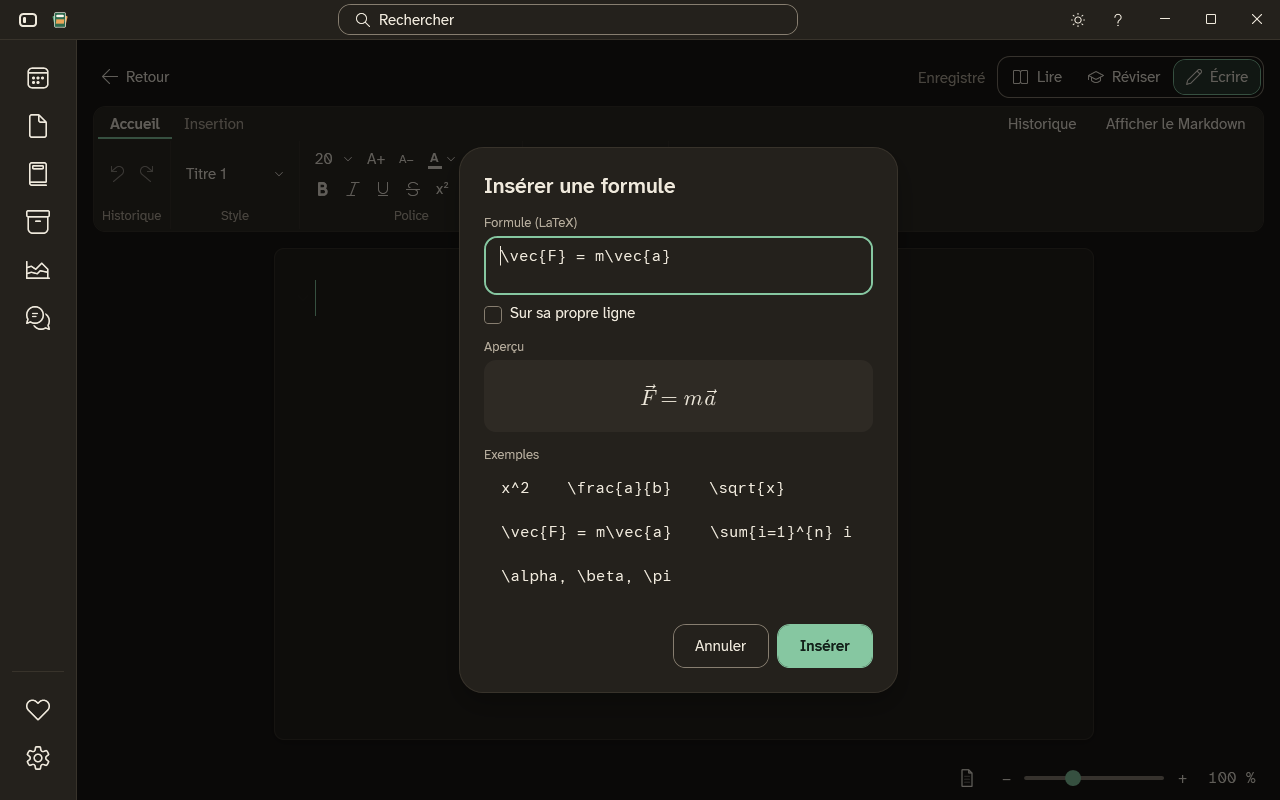 Rechercher
?
Retour
Enregistré
Lire
Réviser
Écrire
Accueil
Insertion
Historique
Afficher le Markdown
20
A+
A−
A
Titre 1
B
I
U
S
x²
Historique
Style
Police
Insérer une formule
Formule (LaTeX)
\vec{F} = m\vec{a}
Sur sa propre ligne
Aperçu
F⃗ = ma⃗
Exemples
x^2 \frac{a}{b} \sqrt{x}
\vec{F} = m\vec{a} \sum{i=1}^{n} i
\alpha, \beta, \pi
Annuler
Insérer
− + 100 %